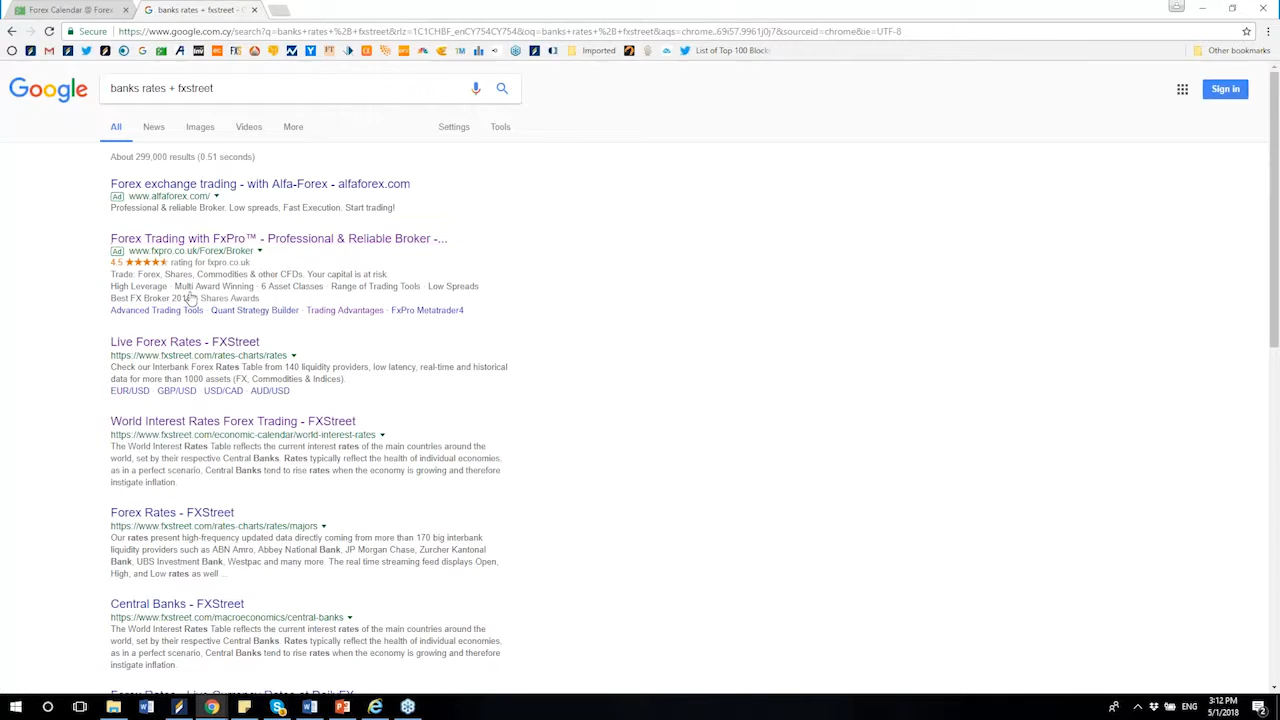 Forex Calendar @ Forex
banks rates + fxstreet - G
Secure
https://www.google.com.cy/search?q=banks+rates+%2B+fxstreet&rlz=1C1CHBF_enCY754CY754&oq=banks+rates+%2B+fxstreet&aqs=chrome..69i57.9961j0j7&sourceid=chrome&ie=UTF-8
Imported
List of Top 100 Block
Other bookmarks
Google
banks rates + fxstreet
Sign in
All
News
Images
Videos
More
Settings
Tools
About 299,000 results (0.51 seconds)
Forex exchange trading - with Alfa-Forex - alfaforex.com
Ad www.alfaforex.com/
Professional & reliable Broker. Low spreads, Fast Execution. Start trading!
Forex Trading with FxPro™ - Professional & Reliable Broker -...
Ad www.fxpro.co.uk/Forex/Broker
4.5 ★★★★★ rating for fxpro.co.uk
Trade: Forex, Shares, Commodities & other CFDs. Your capital is at risk.
High Leverage · Multi Award Winning · 6 Asset Classes · Range of Trading Tools · Low Spreads
Best FX Broker Shares Awards
Advanced Trading Tools · Quant Strategy Builder · Trading Advantages · FxPro Metatrader4
Live Forex Rates - FXStreet
https://www.fxstreet.com/rates-charts/rates
Check our Interbank Forex Rates Table from 140 liquidity providers, low latency, real-time and historical
data for more than 1000 assets (FX, Commodities & Indices).
EUR/USD · GBP/USD · USD/CAD · AUD/USD
World Interest Rates Forex Trading - FXStreet
https://www.fxstreet.com/economic-calendar/world-interest-rates
The World Interest Rates Table reflects the current interest rates of the main countries around the
world, set by their respective Central Banks. Rates typically reflect the health of individual economies,
as in a perfect scenario, Central Banks tend to rise rates when the economy is growing and therefore
instigate inflation.
Forex Rates - FXStreet
https://www.fxstreet.com/rates-charts/rates/majors
Our rates present high-frequency updated data directly coming from more than 170 big interbank
liquidity providers such as ABN Amro, Abbey National Bank, JP Morgan Chase, Zurcher Kantonal
Bank, UBS Investment Bank, Westpac and many more. The real time streaming feed displays Open,
High, and Low rates as well ...
Central Banks - FXStreet
https://www.fxstreet.com/macroeconomics/central-banks
The World Interest Rates Table reflects the current interest rates of the main countries around the
world, set by their respective Central Banks. Rates typically reflect the health of individual economies,
as in a perfect scenario, Central Banks tend to rise rates when the economy is growing and therefore
instigate inflation.
Forex Rates - Live Currency Rates at DailyFX
ENG
3:12 PM
5/1/2018